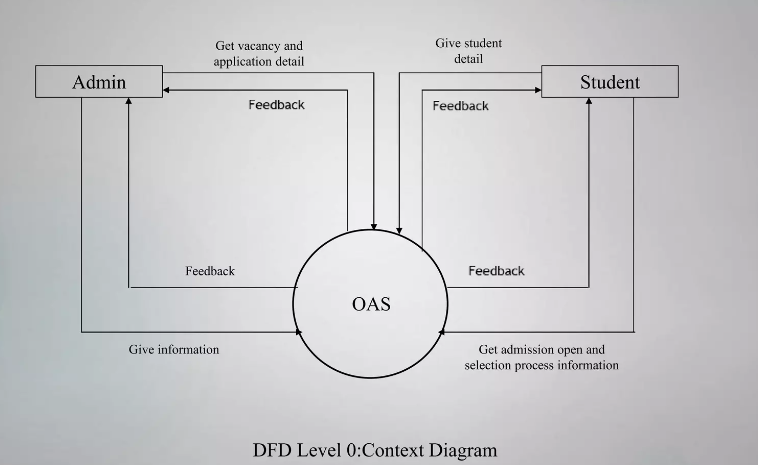 Get vacancy and
application detail
Give student
detail
Admin
Student
Feedback
Feedback
Feedback
Feedback
OAS
Give information
Get admission open and
selection process information
DFD Level 0:Context Diagram